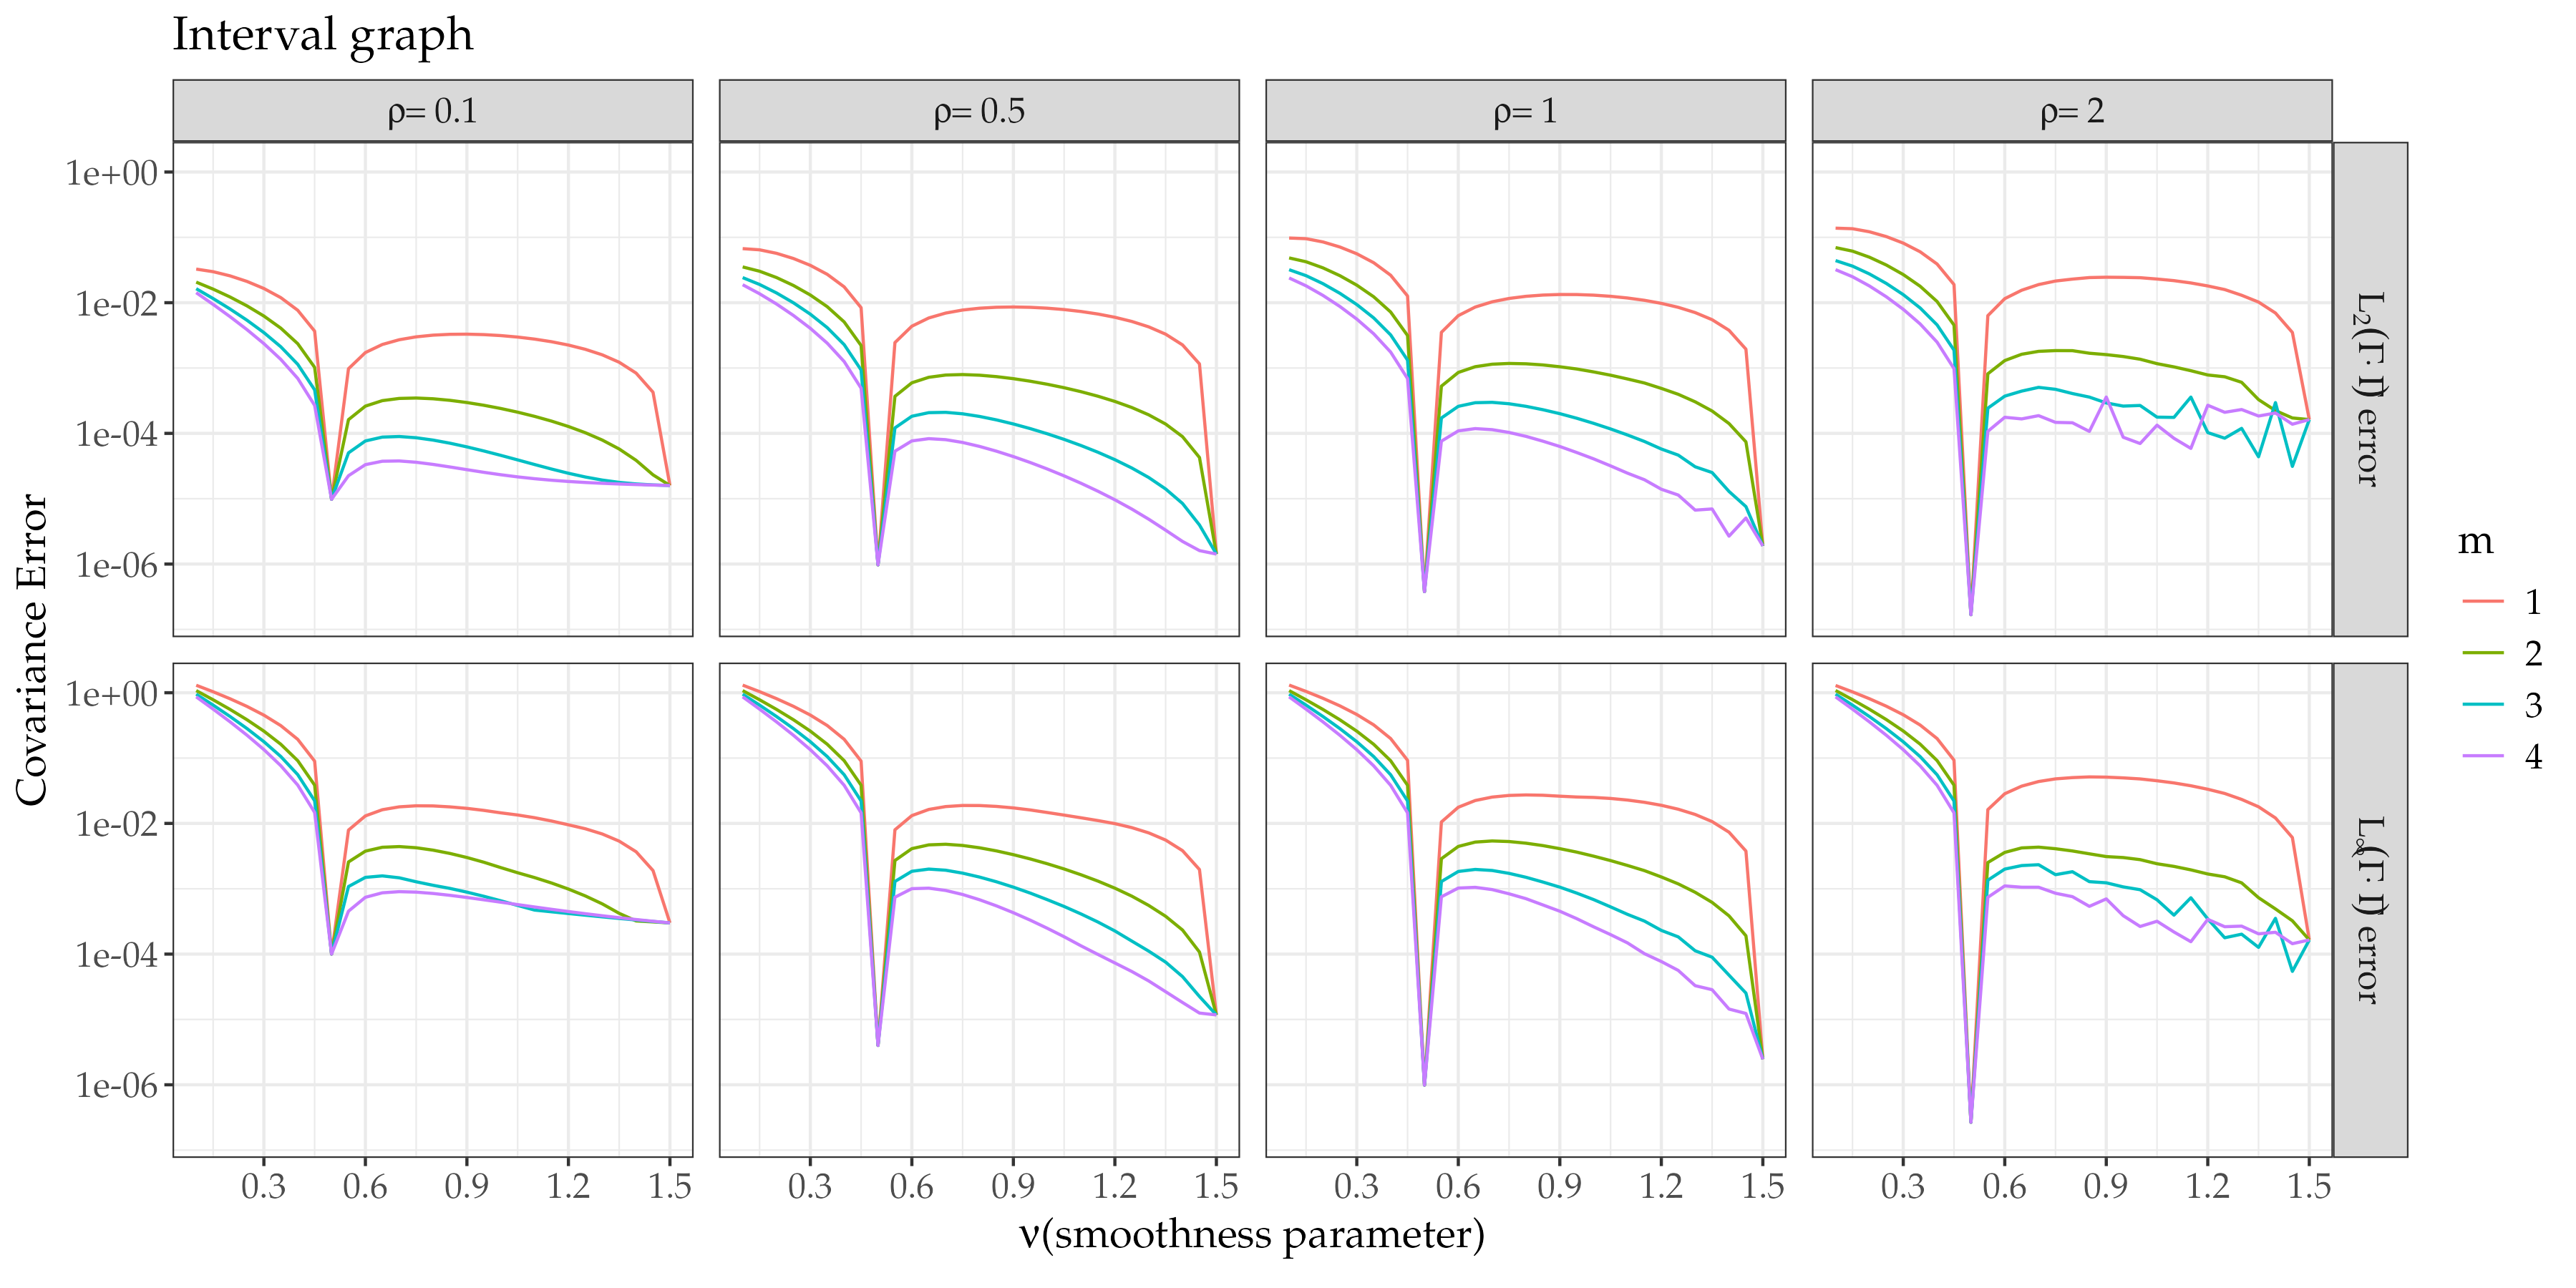 Interval graph
ρ= 0.1
ρ= 0.5
ρ= 1
ρ= 2
1e+00
1e-02
1e-04
1e-06
L₂(Γ·Γ) error
1e+00
1e-02
1e-04
1e-06
L∞(Γ·Γ) error
Covariance Error
0.3 0.6 0.9 1.2 1.5
0.3 0.6 0.9 1.2 1.5
0.3 0.6 0.9 1.2 1.5
0.3 0.6 0.9 1.2 1.5
ν(smoothness parameter)
m
1
2
3
4